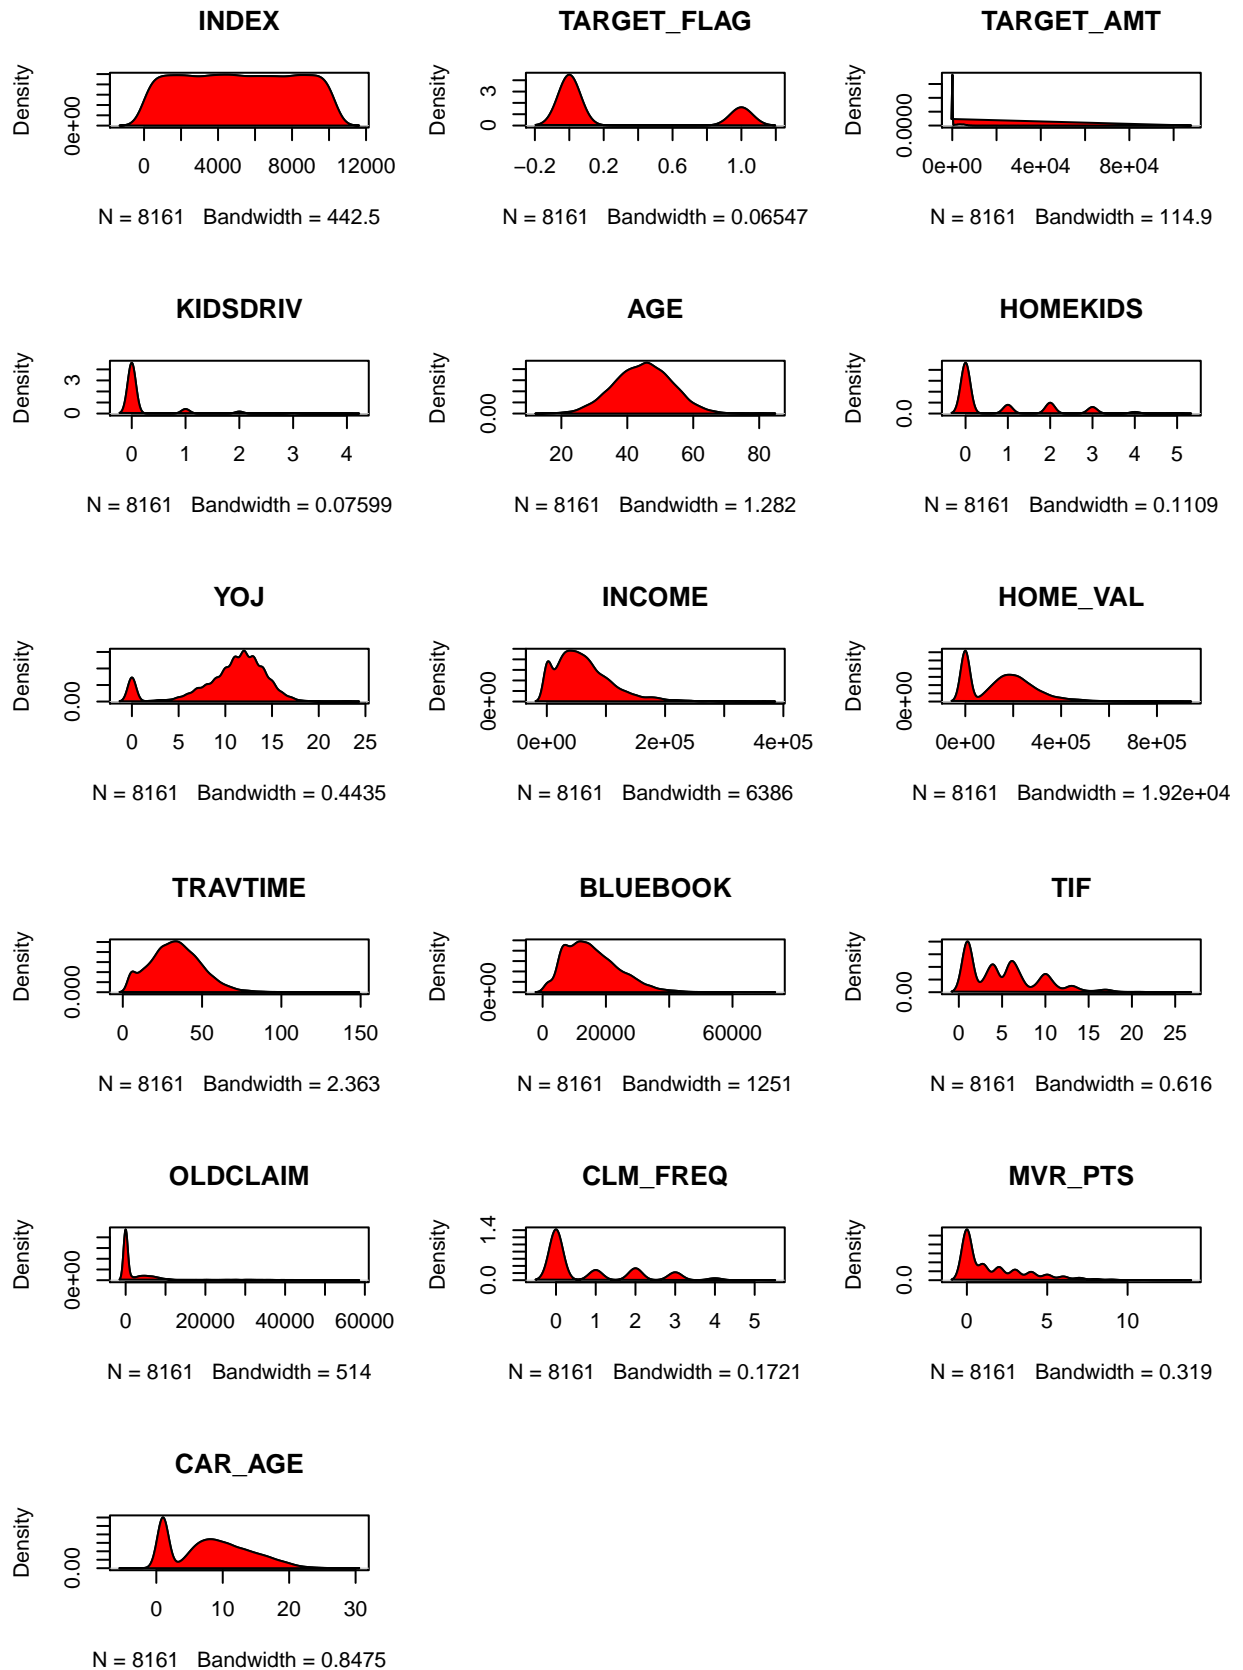 INDEX TARGET_FLAG TARGET_AMT
Density 0e+00 Density 0 3 Density 0.0000
0 4000 8000 12000 −0.2 0.2 0.6 1.0 0e+00 4e+04 8e+04
N = 8161 Bandwidth = 442.5 N = 8161 Bandwidth = 0.06547 N = 8161 Bandwidth = 114.9
KIDSDRIV AGE HOMEKIDS
Density 0 3 Density 0.00 Density 0.0
0 1 2 3 4 20 40 60 80 0 1 2 3 4 5
N = 8161 Bandwidth = 0.07599 N = 8161 Bandwidth = 1.282 N = 8161 Bandwidth = 0.1109
YOJ INCOME HOME_VAL
Density 0.00 Density 0e+00 Density 0e+00
0 5 10 15 20 25 0e+00 2e+05 4e+05 0e+00 4e+05 8e+05
N = 8161 Bandwidth = 0.4435 N = 8161 Bandwidth = 6386 N = 8161 Bandwidth = 1.92e+04
TRAVTIME BLUEBOOK TIF
Density 0.000 Density 0e+00 Density 0.00
0 50 100 150 0 20000 60000 0 5 10 15 20 25
N = 8161 Bandwidth = 2.363 N = 8161 Bandwidth = 1251 N = 8161 Bandwidth = 0.616
OLDCLAIM CLM_FREQ MVR_PTS
Density 0e+00 Density 0.0 1.4 Density 0.0
0 20000 40000 60000 0 1 2 3 4 5 0 5 10
N = 8161 Bandwidth = 514 N = 8161 Bandwidth = 0.1721 N = 8161 Bandwidth = 0.319
CAR_AGE
Density 0.00
0 10 20 30
N = 8161 Bandwidth = 0.8475